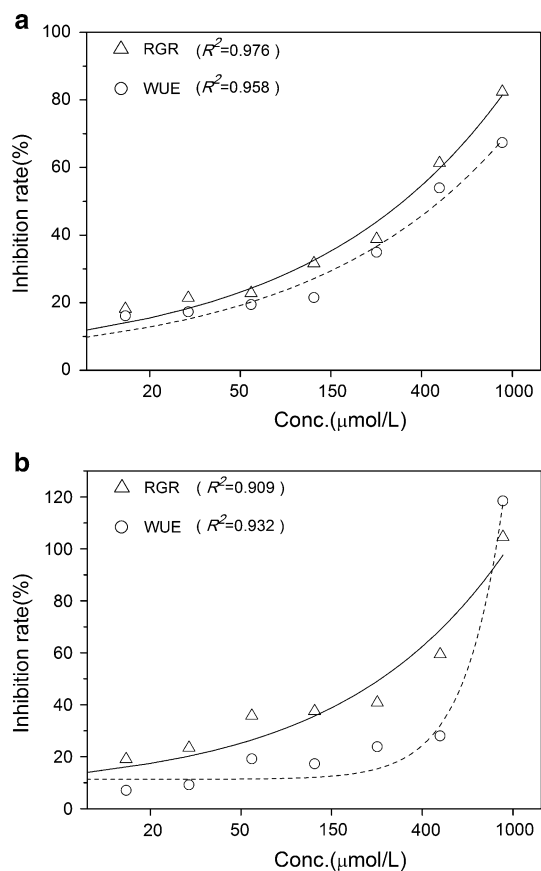 a
100
80
60
40
20
0
Inhibition rate(%)
RGR (R²=0.976)
WUE (R²=0.958)
20 50 150 400 1000
Conc.(μmol/L)
b
120
100
80
60
40
20
0
Inhibition rate(%)
RGR (R²=0.909)
WUE (R²=0.932)
20 50 150 400 1000
Conc.(μmol/L)